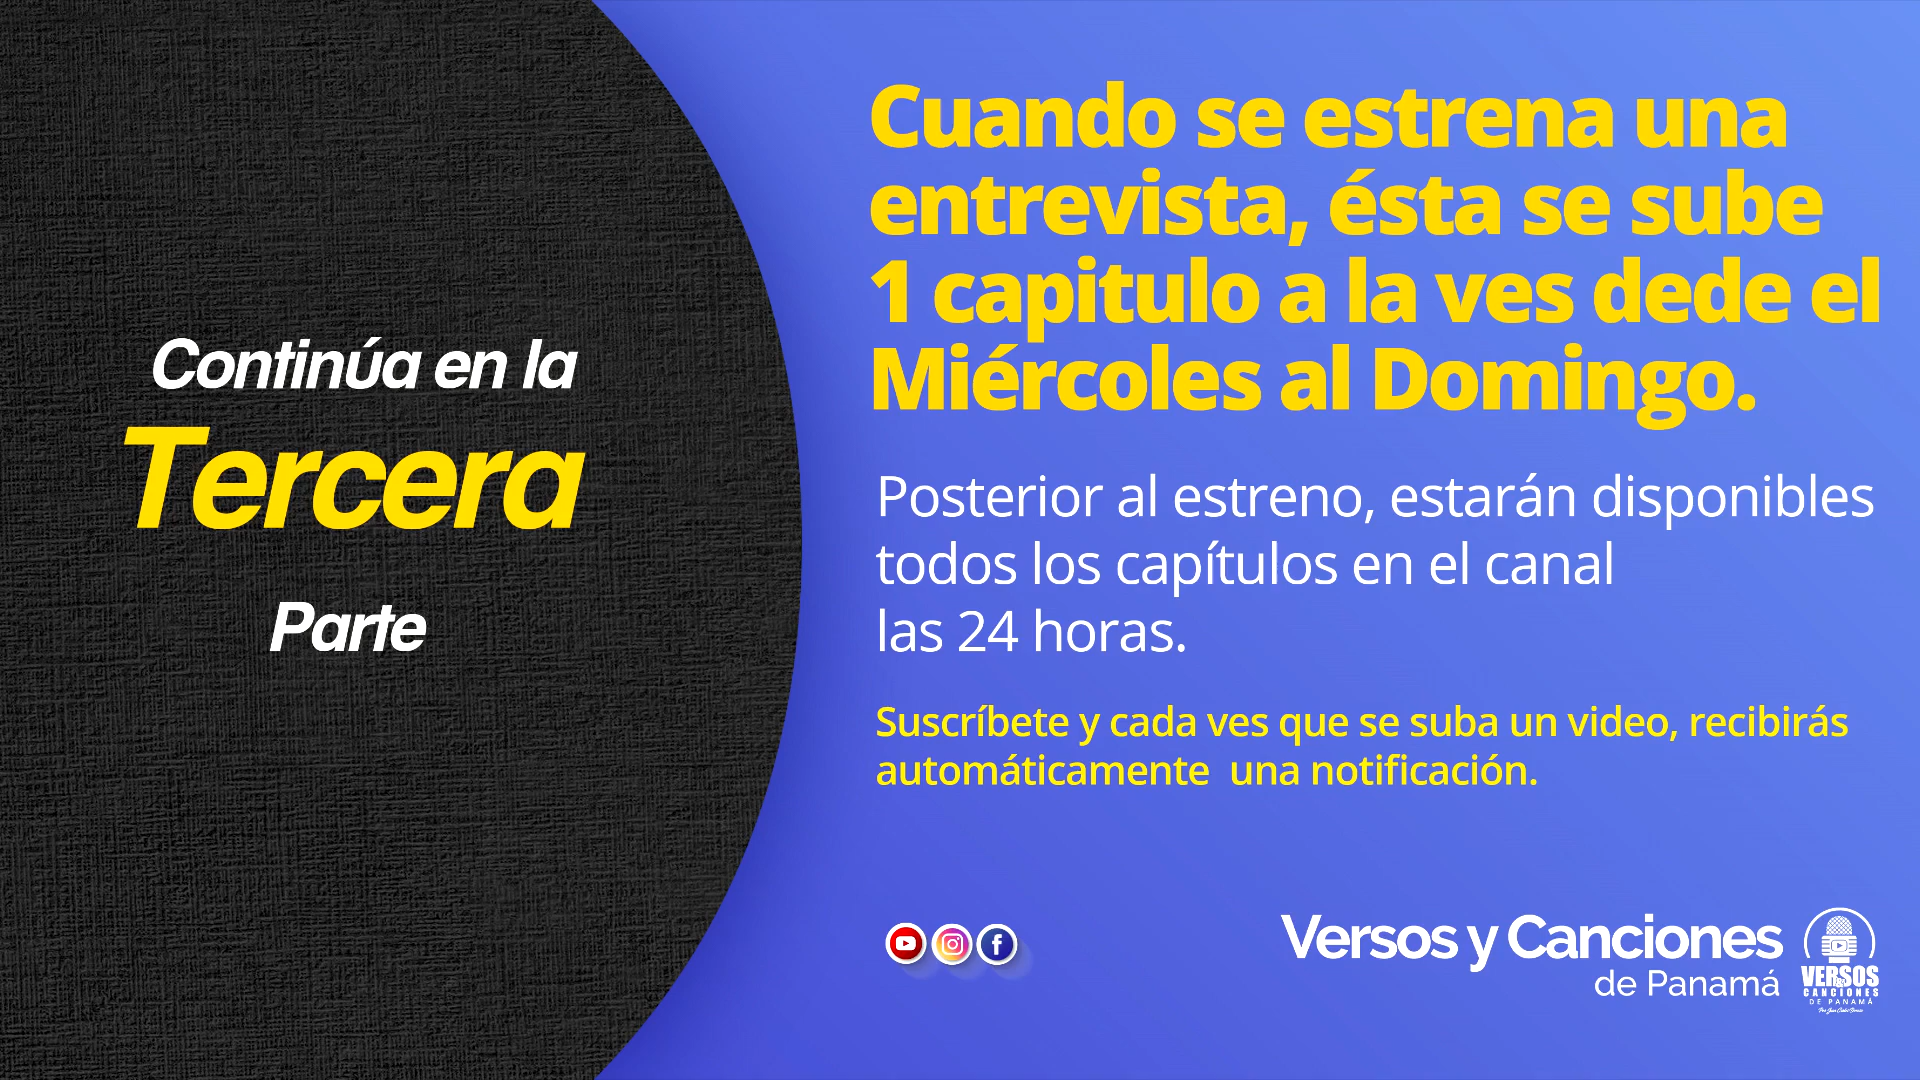 Continúa en la
Tercera
Parte
Cuando se estrena una
entrevista, ésta se sube
1 capitulo a la ves dede el
Miércoles al Domingo.
Posterior al estreno, estarán disponibles
todos los capítulos en el canal
las 24 horas.
Suscríbete y cada ves que se suba un video, recibirás
automáticamente una notificación.
Versos y Canciones
de Panamá
VERSOS
CANCIONES
DE PANAMÁ